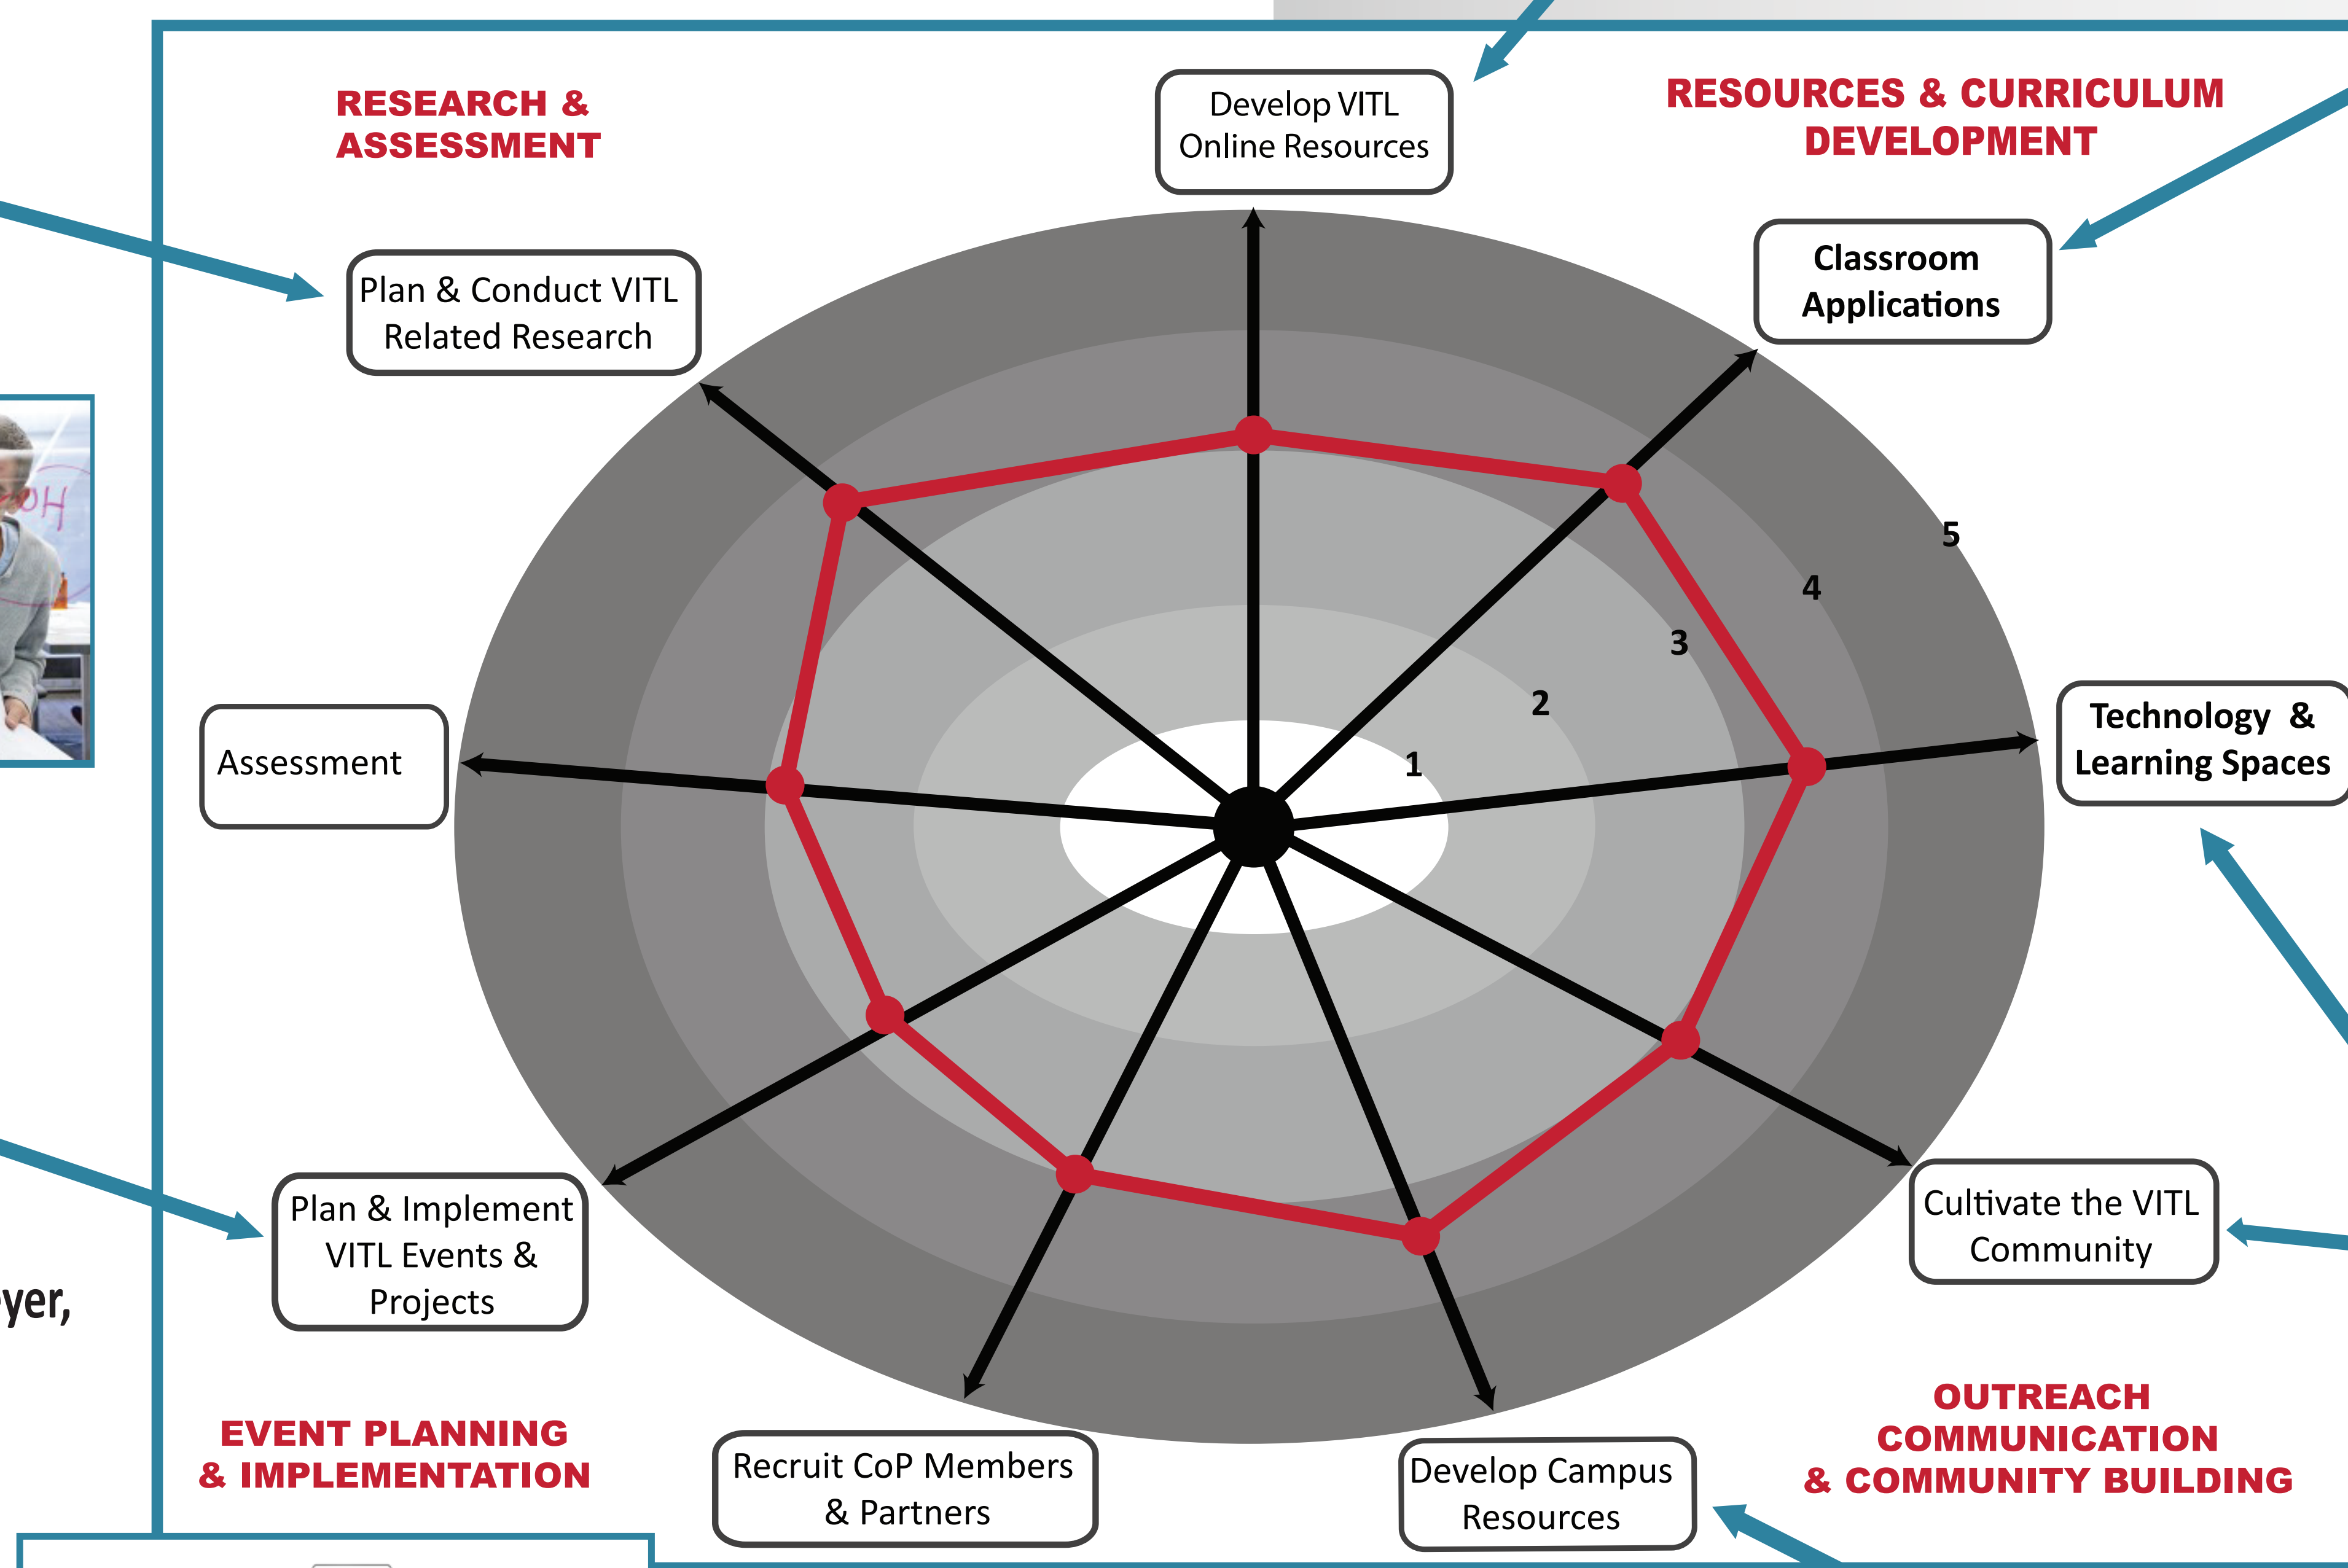 RESEARCH &
ASSESSMENT
Develop VITL
Online Resources
RESOURCES & CURRICULUM
DEVELOPMENT
Plan & Conduct VITL
Related Research
Classroom
Applications
OH
5
4
3
2
1
Assessment
Technology &
Learning Spaces
Plan & Implement
VITL Events &
Projects
Cultivate the VITL
Community
yer,
EVENT PLANNING
& IMPLEMENTATION
Recruit CoP Members
& Partners
Develop Campus
Resources
OUTREACH
COMMUNICATION
& COMMUNITY BUILDING